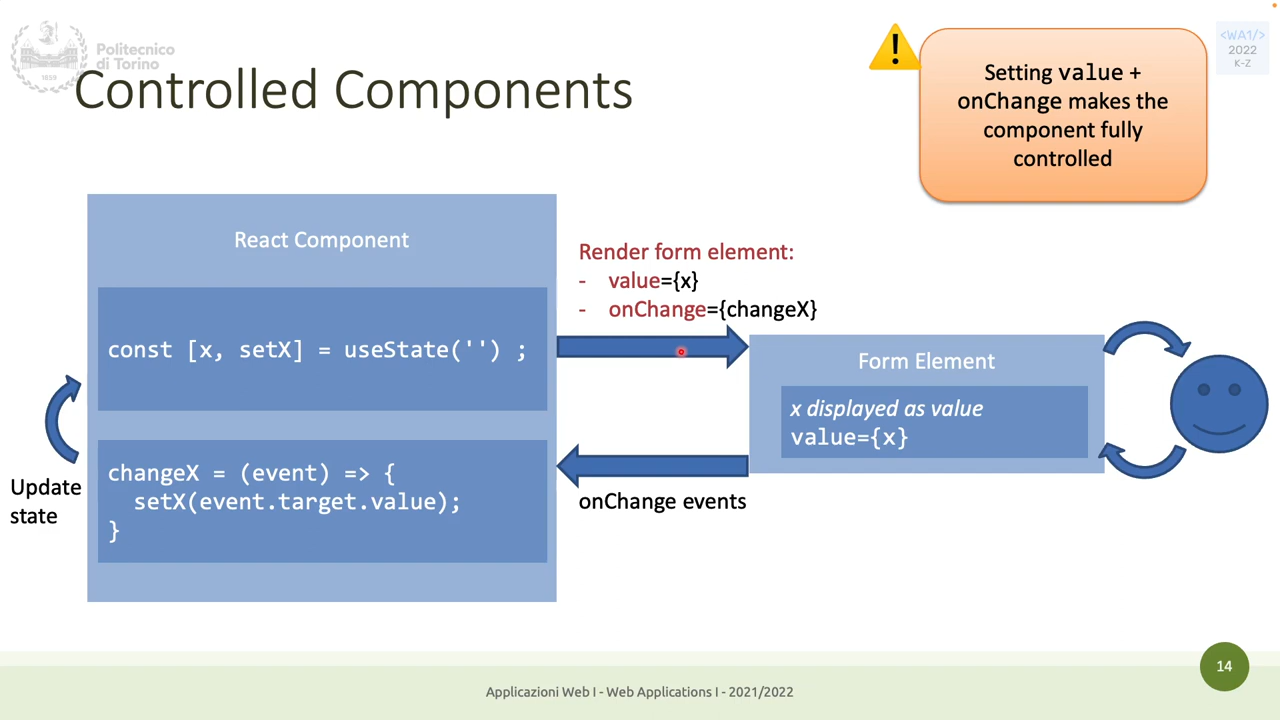 Politecnico
di Torino
1859
Controlled Components
<WA1/>
2022
K-Z
!
Setting value +
onChange makes the
component fully
controlled
React Component
const [x, setX] = useState('') ;
changeX = (event) => {
setX(event.target.value);
}
Update
state
Render form element:
- value={x}
- onChange={changeX}
onChange events
Form Element
x displayed as value
value={x}
14
Applicazioni Web I - Web Applications I - 2021/2022